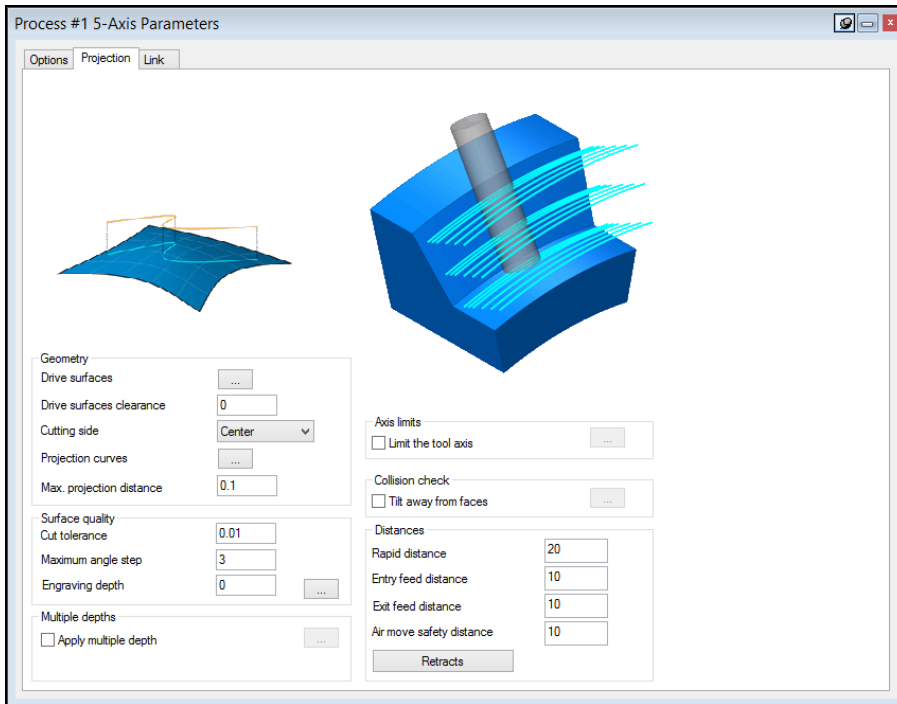 Process #1 5-Axis Parameters
Options Projection Link
Geometry
Drive surfaces ...
Drive surfaces clearance 0
Cutting side Center
Projection curves ...
Max. projection distance 0.1
Surface quality
Cut tolerance 0.01
Maximum angle step 3
Engraving depth 0 ...
Multiple depths
Apply multiple depth ...
Axis limits
Limit the tool axis ...
Collision check
Tilt away from faces ...
Distances
Rapid distance 20
Entry feed distance 10
Exit feed distance 10
Air move safety distance 10
Retracts